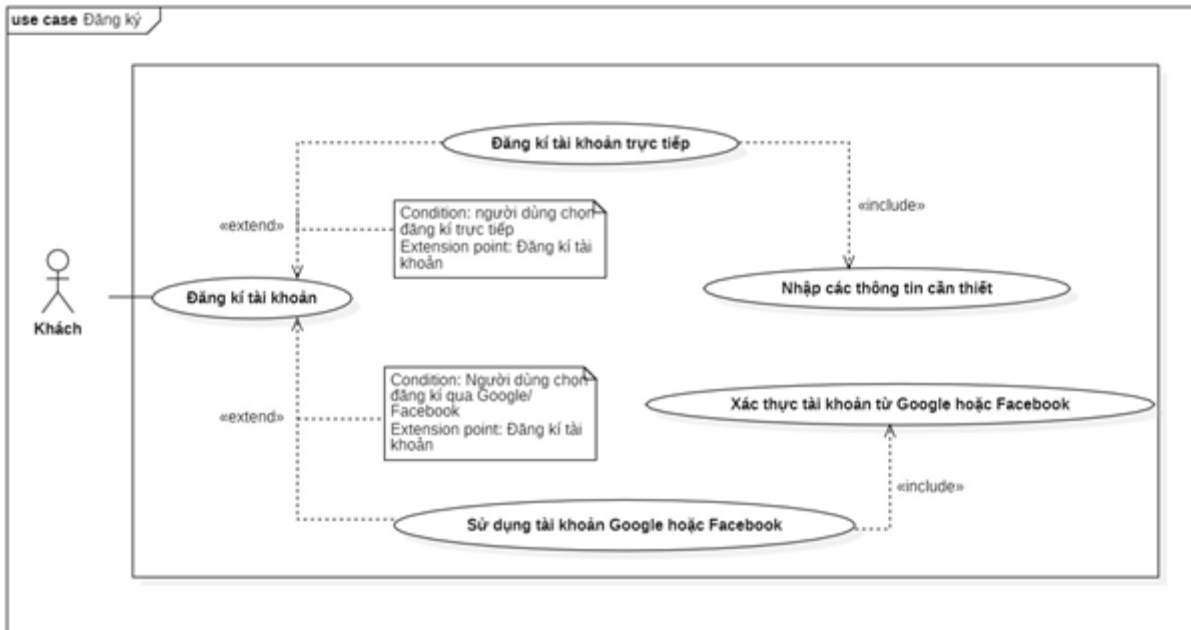 use case Đăng ký
Đăng kí tài khoản trực tiếp
«include»
Condition: người dùng chọn
đăng kí trực tiếp
Extension point: Đăng kí tài
khoản
«extend»
Khách
Đăng kí tài khoản
Nhập các thông tin cần thiết
Condition: Người dùng chọn
đăng kí qua Google/
Facebook
Extension point: Đăng kí tài
khoản
«extend»
Xác thực tài khoản từ Google hoặc Facebook
«include»
Sử dụng tài khoản Google hoặc Facebook